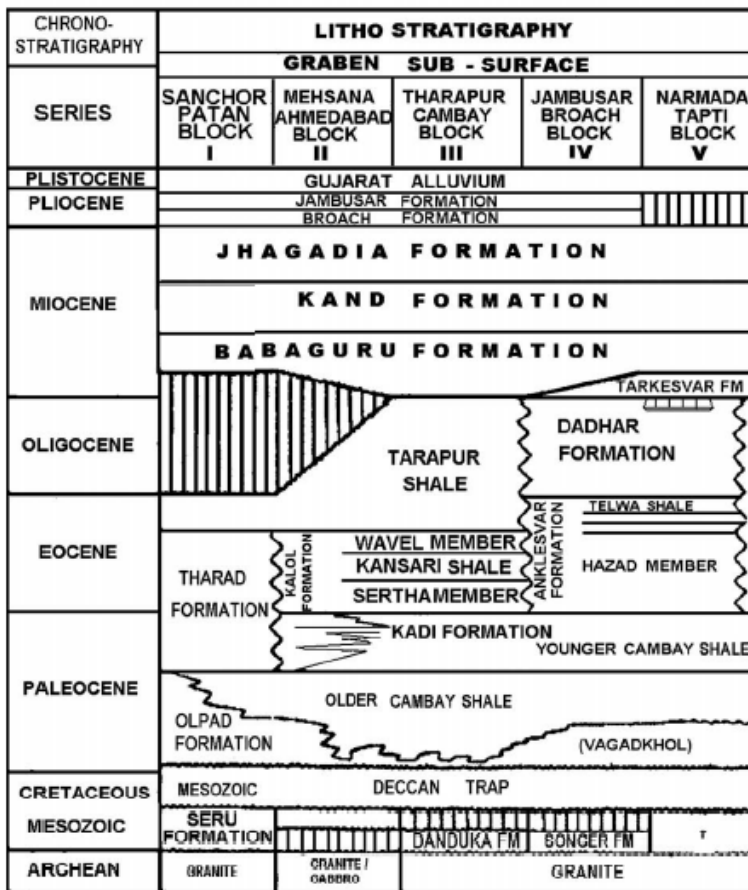 CHRONO-
STRATIGRAPHY
LITHO STRATIGRAPHY
GRABEN SUB - SURFACE
SERIES
SANCHOR
PATAN
BLOCK
I
MEHSANA
AHMEDABAD
BLOCK
II
THARAPUR
CAMBAY
BLOCK
III
JAMBUSAR
BROACH
BLOCK
IV
NARMADA
TAPTI
BLOCK
V
PLISTOCENE
GUJARAT ALLUVIUM
PLIOCENE
JAMBUSAR FORMATION
BROACH FORMATION
MIOCENE
JHAGADIA FORMATION
KAND FORMATION
BABAGURU FORMATION
TARKESVAR FM
OLIGOCENE
TARAPUR
SHALE
DADHAR
FORMATION
EOCENE
THARAD
FORMATION
KALOL
FORMATION
WAVEL MEMBER
KANSARI SHALE
SERTHAMEMBER
ANKLESVAR
FORMATION
TELWA SHALE
HAZAD MEMBER
KADI FORMATION
YOUNGER CAMBAY SHALE
PALEOCENE
OLDER CAMBAY SHALE
OLPAD
FORMATION
(VAGADKHOL)
CRETACEOUS
MESOZOIC
MESOZOIC
DECCAN TRAP
SERU
FORMATION
DANDUKA FM
SONGER FM
ARCHEAN
GRANITE
GRANITE /
GABBRO
GRANITE